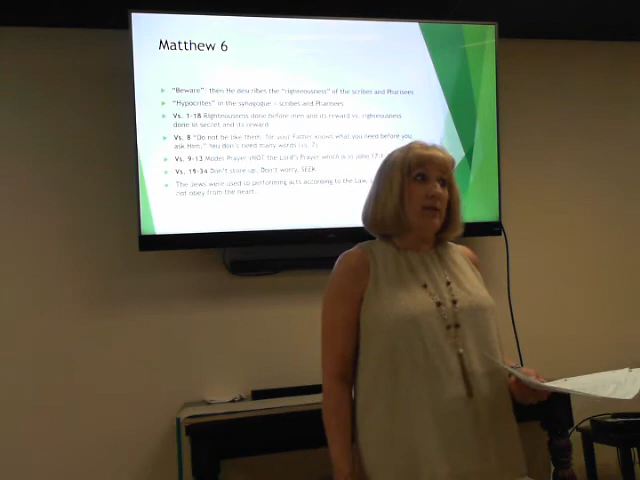 Matthew 6
"Beware": then He describes the "righteousness" of the scribes and Pharisees
"Hypocrites" in the synagogue – scribes and Pharisees
Vs. 1-18 Righteousness done before men and its reward vs. righteousness
done in secret and its reward
Vs. 8 "Do not be like them, for your Father knows what you need before you
ask Him." You don't need many words (vs. 7)
Vs. 9-13 Model Prayer (NOT the Lord's Prayer which is in John 17)
Vs. 19-34 Don't store up, Don't worry, SEEK
The Jews were used to performing acts according to the Law,
not obey from the heart.